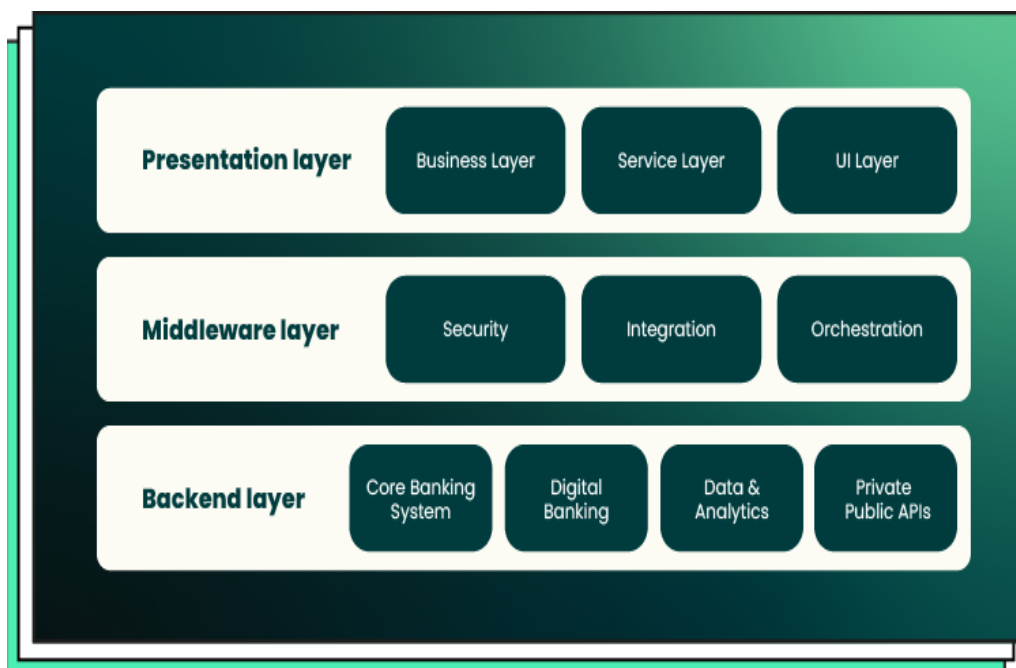 Presentation layer
Business Layer
Service Layer
UI Layer
Middleware layer
Security
Integration
Orchestration
Backend layer
Core Banking
System
Digital
Banking
Data &
Analytics
Private
Public APIs